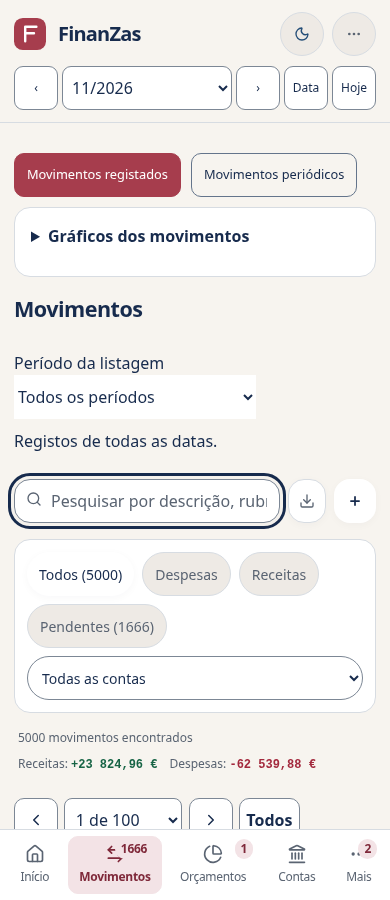 FinanZas
‹ 11/2026 › Data Hoje
Movimentos registados Movimentos periódicos
Gráficos dos movimentos
Movimentos
Período da listagem
Todos os períodos
Registos de todas as datas.
Pesquisar por descrição, rubri
+
Todos (5000) Despesas Receitas
Pendentes (1666)
Todas as contas
5000 movimentos encontrados
Receitas: +23 824,96 € Despesas: -62 539,88 €
1 de 100 Todos
1666 1 2
Início Movimentos Orçamentos Contas Mais